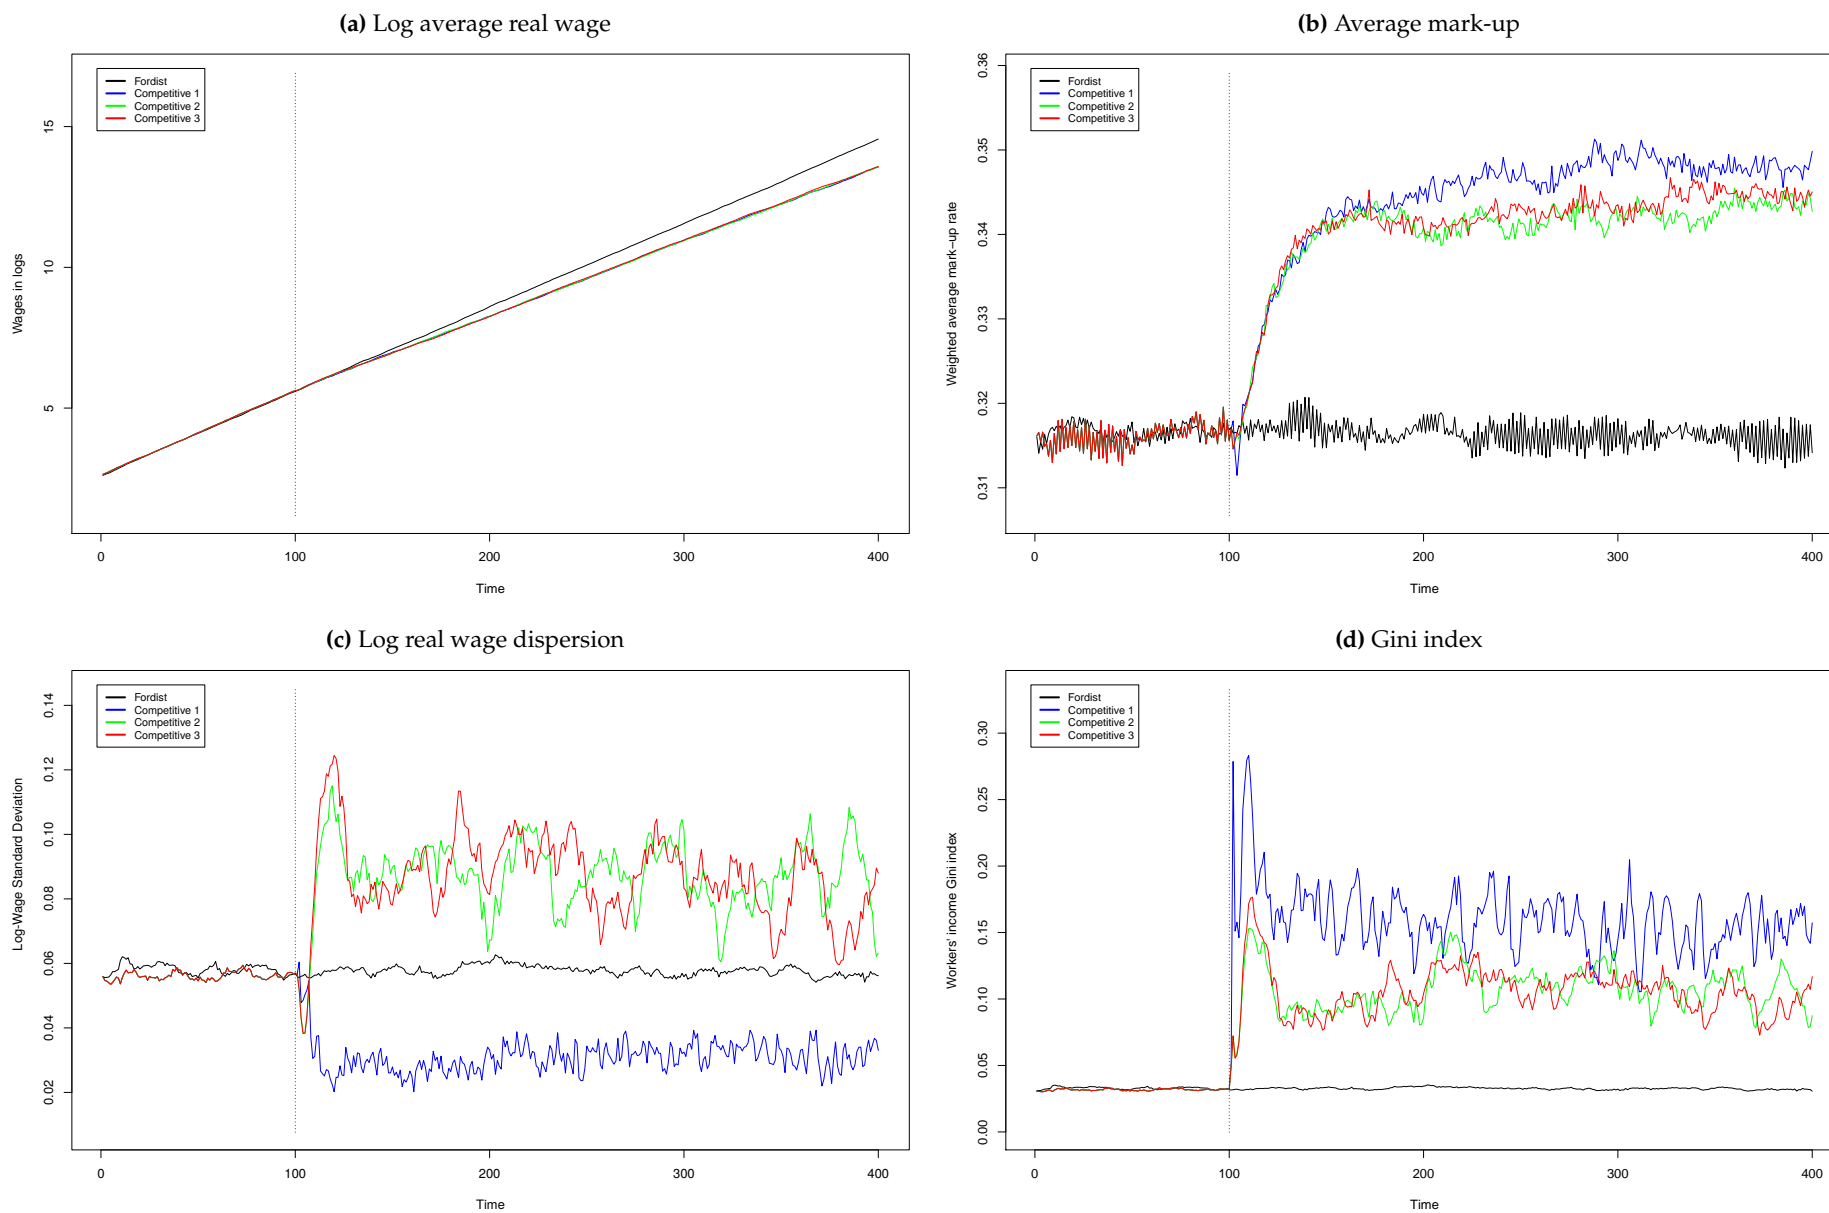 (a) Log average real wage
Fordist
Competitive 1
Competitive 2
Competitive 3
Wages in logs
15
10
5
0 100 200 300 400
Time
(b) Average mark-up
Fordist
Competitive 1
Competitive 2
Competitive 3
Weighted average mark−up rate
0.36
0.35
0.34
0.33
0.32
0.31
0 100 200 300 400
Time
(c) Log real wage dispersion
Fordist
Competitive 1
Competitive 2
Competitive 3
Log-Wage Standard Deviation
0.14
0.12
0.10
0.08
0.06
0.04
0.02
0 100 200 300 400
Time
(d) Gini index
Fordist
Competitive 1
Competitive 2
Competitive 3
Workers' income Gini index
0.30
0.25
0.20
0.15
0.10
0.05
0.00
0 100 200 300 400
Time